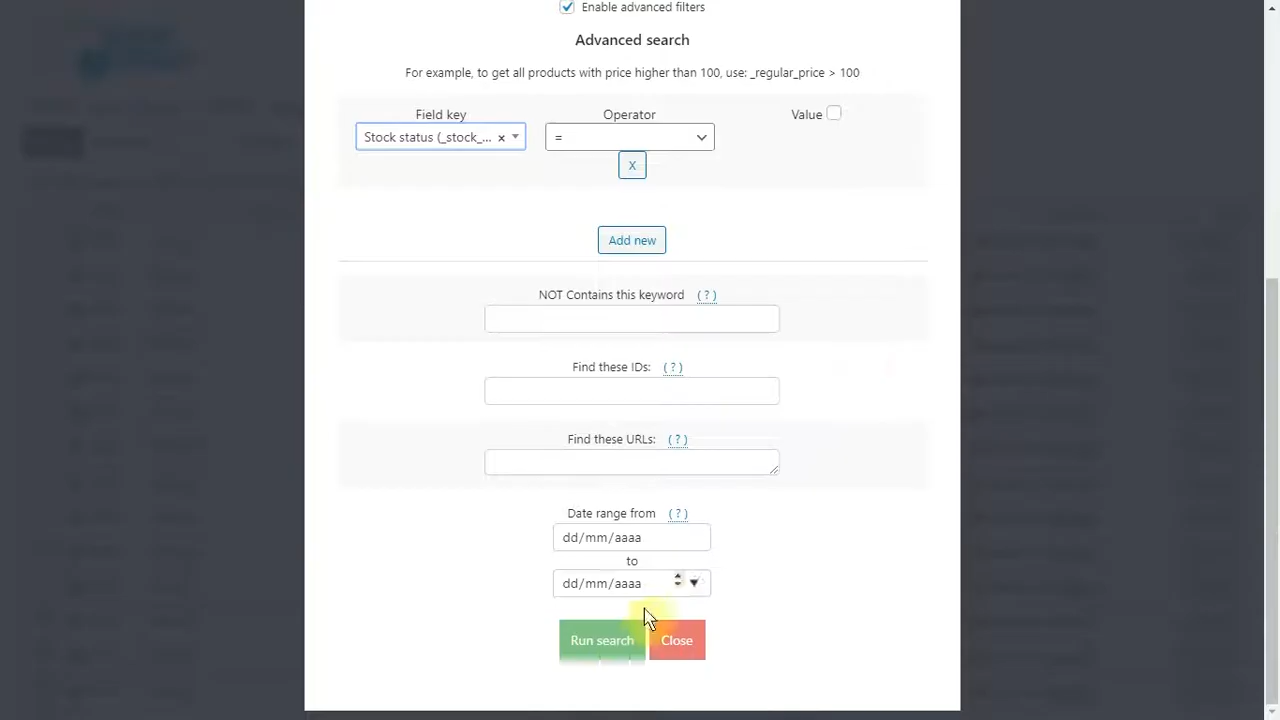 Enable advanced filters
Advanced search
For example, to get all products with price higher than 100, use: _regular_price > 100
Field key Operator Value
Stock status (_stock_... × =
X
Add new
NOT Contains this keyword (?)
Find these IDs: (?)
Find these URLs: (?)
Date range from (?)
dd/mm/aaaa
to
dd/mm/aaaa
Run search Close